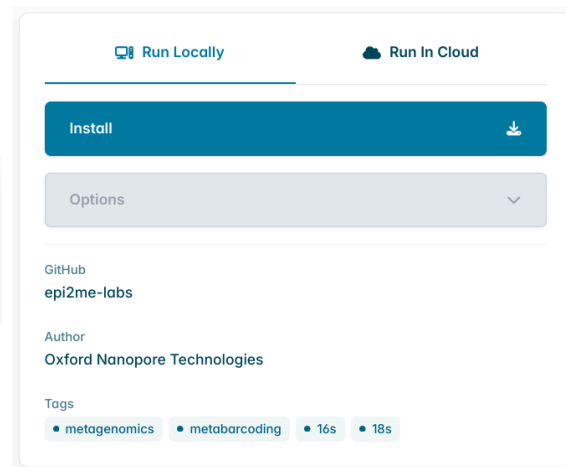 Run Locally
Run In Cloud
Install
Options
GitHub
epi2me-labs
Author
Oxford Nanopore Technologies
Tags
metagenomics metabarcoding 16s 18s